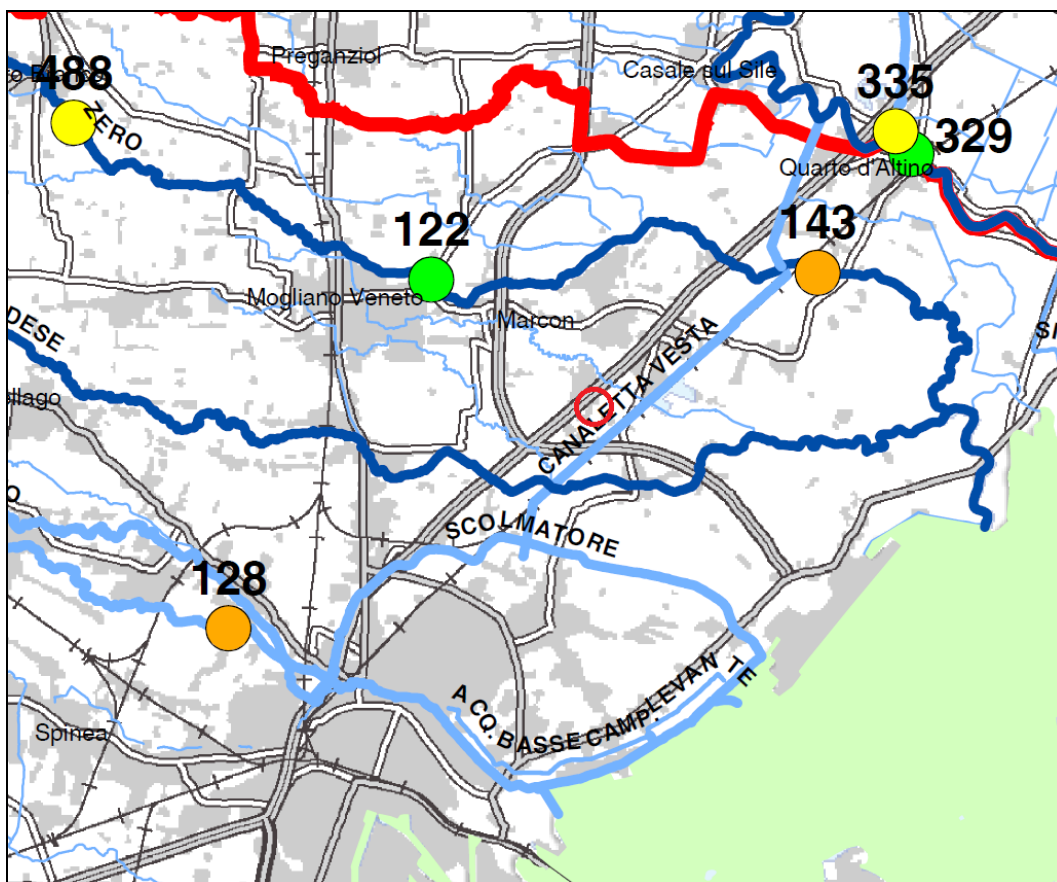 Preganziol
488
Casale sul Sile
335
ZERO
329
Quarto d'Altino
122
143
Mogliano Veneto
Marcon
DESE
CANALETTA VESTA
SCOLMATORE
128
ACQ. BASSE CAMP. LEVANTE
Spinea